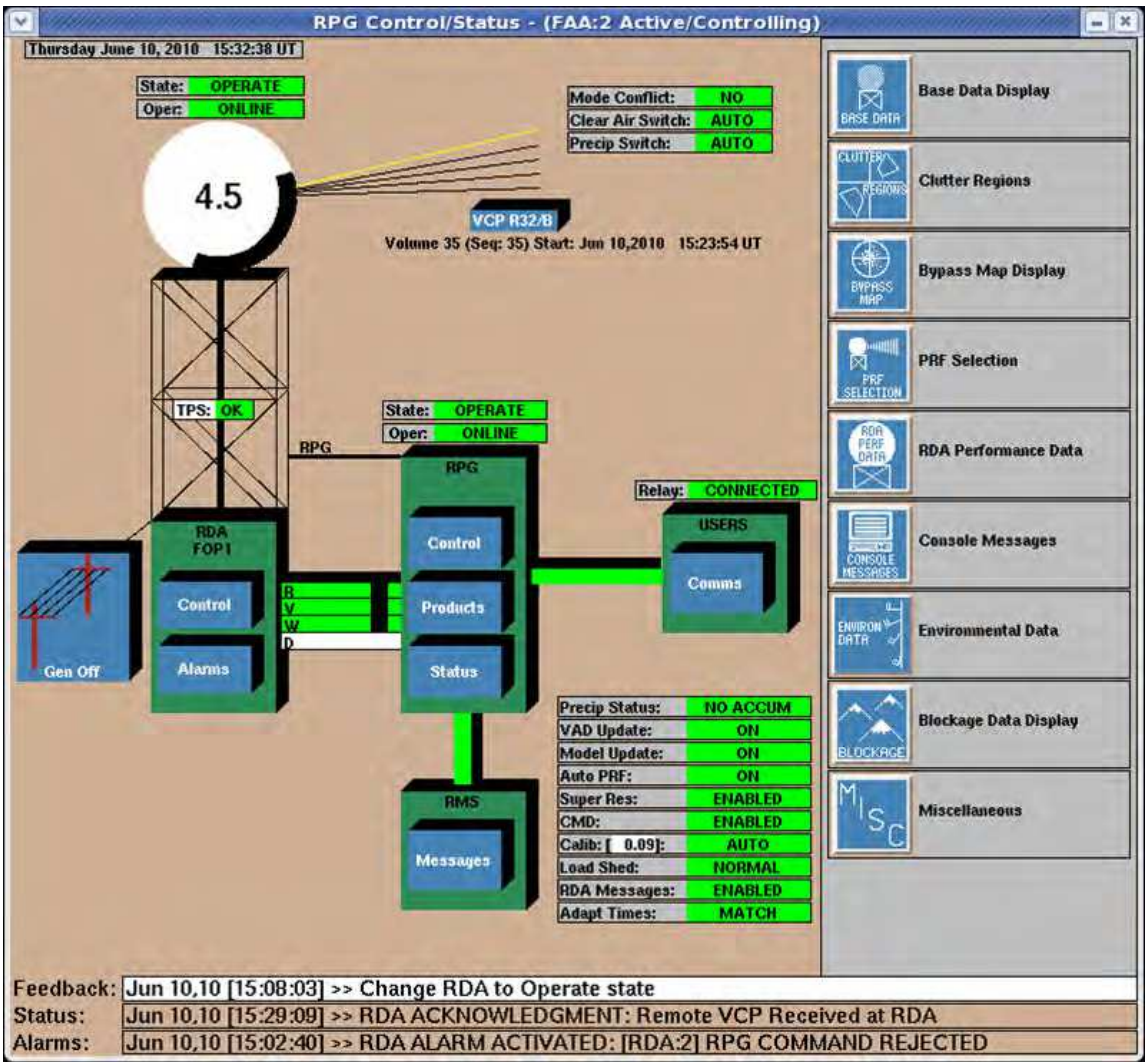 RPG Control/Status - (FAA:2 Active/Controlling)
Thursday June 10, 2010 15:32:38 UT
State: OPERATE
Oper: ONLINE
Mode Conflict: NO
Clear Air Switch: AUTO
Precip Switch: AUTO
4.5
VCP R32/B
Volume 35 (Seq: 35) Start: Jun 10,2010 15:23:54 UT
TPS: OK
State: OPERATE
Oper: ONLINE
RPG
RPG
Control
Products
Status
Relay: CONNECTED
USERS
Comms
RDA
FOP1
Control
Alarms
R
V
W
D
Gen Off
RMS
Messages
Precip Status: NO ACCUM
VAD Update: ON
Model Update: ON
Auto PRF: ON
Super Res: ENABLED
CMD: ENABLED
Calib: [ 0.09]: AUTO
Load Shed: NORMAL
RDA Messages: ENABLED
Adapt Times: MATCH
BASE DATA
Base Data Display
CLUTTER
REGIONS
Clutter Regions
BYPASS
MAP
Bypass Map Display
PRF
SELECTION
PRF Selection
RDA
PERF
DATA
RDA Performance Data
CONSOLE
MESSAGES
Console Messages
ENVIRON
DATA
Environmental Data
BLOCKAGE
Blockage Data Display
MISC
Miscellaneous
Feedback: Jun 10,10 [15:08:03] >> Change RDA to Operate state
Status: Jun 10,10 [15:29:09] >> RDA ACKNOWLEDGMENT: Remote VCP Received at RDA
Alarms: Jun 10,10 [15:02:40] >> RDA ALARM ACTIVATED: [RDA:2] RPG COMMAND REJECTED